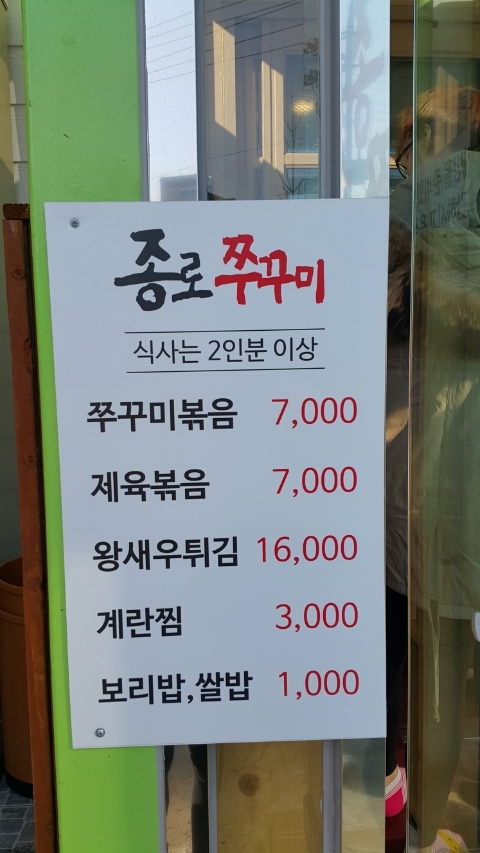 종로 쭈꾸미
식사는 2인분 이상
쭈꾸미볶음 7,000
제육볶음 7,000
왕새우튀김 16,000
계란찜 3,000
보리밥,쌀밥 1,000